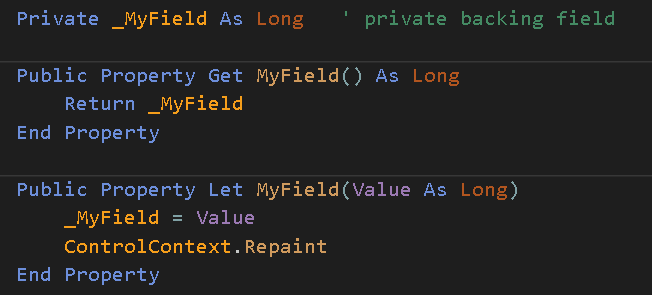 Private _MyField As Long   ' private backing field
Public Property Get MyField() As Long
    Return _MyField
End Property
Public Property Let MyField(Value As Long)
    _MyField = Value
    ControlContext.Repaint
End Property